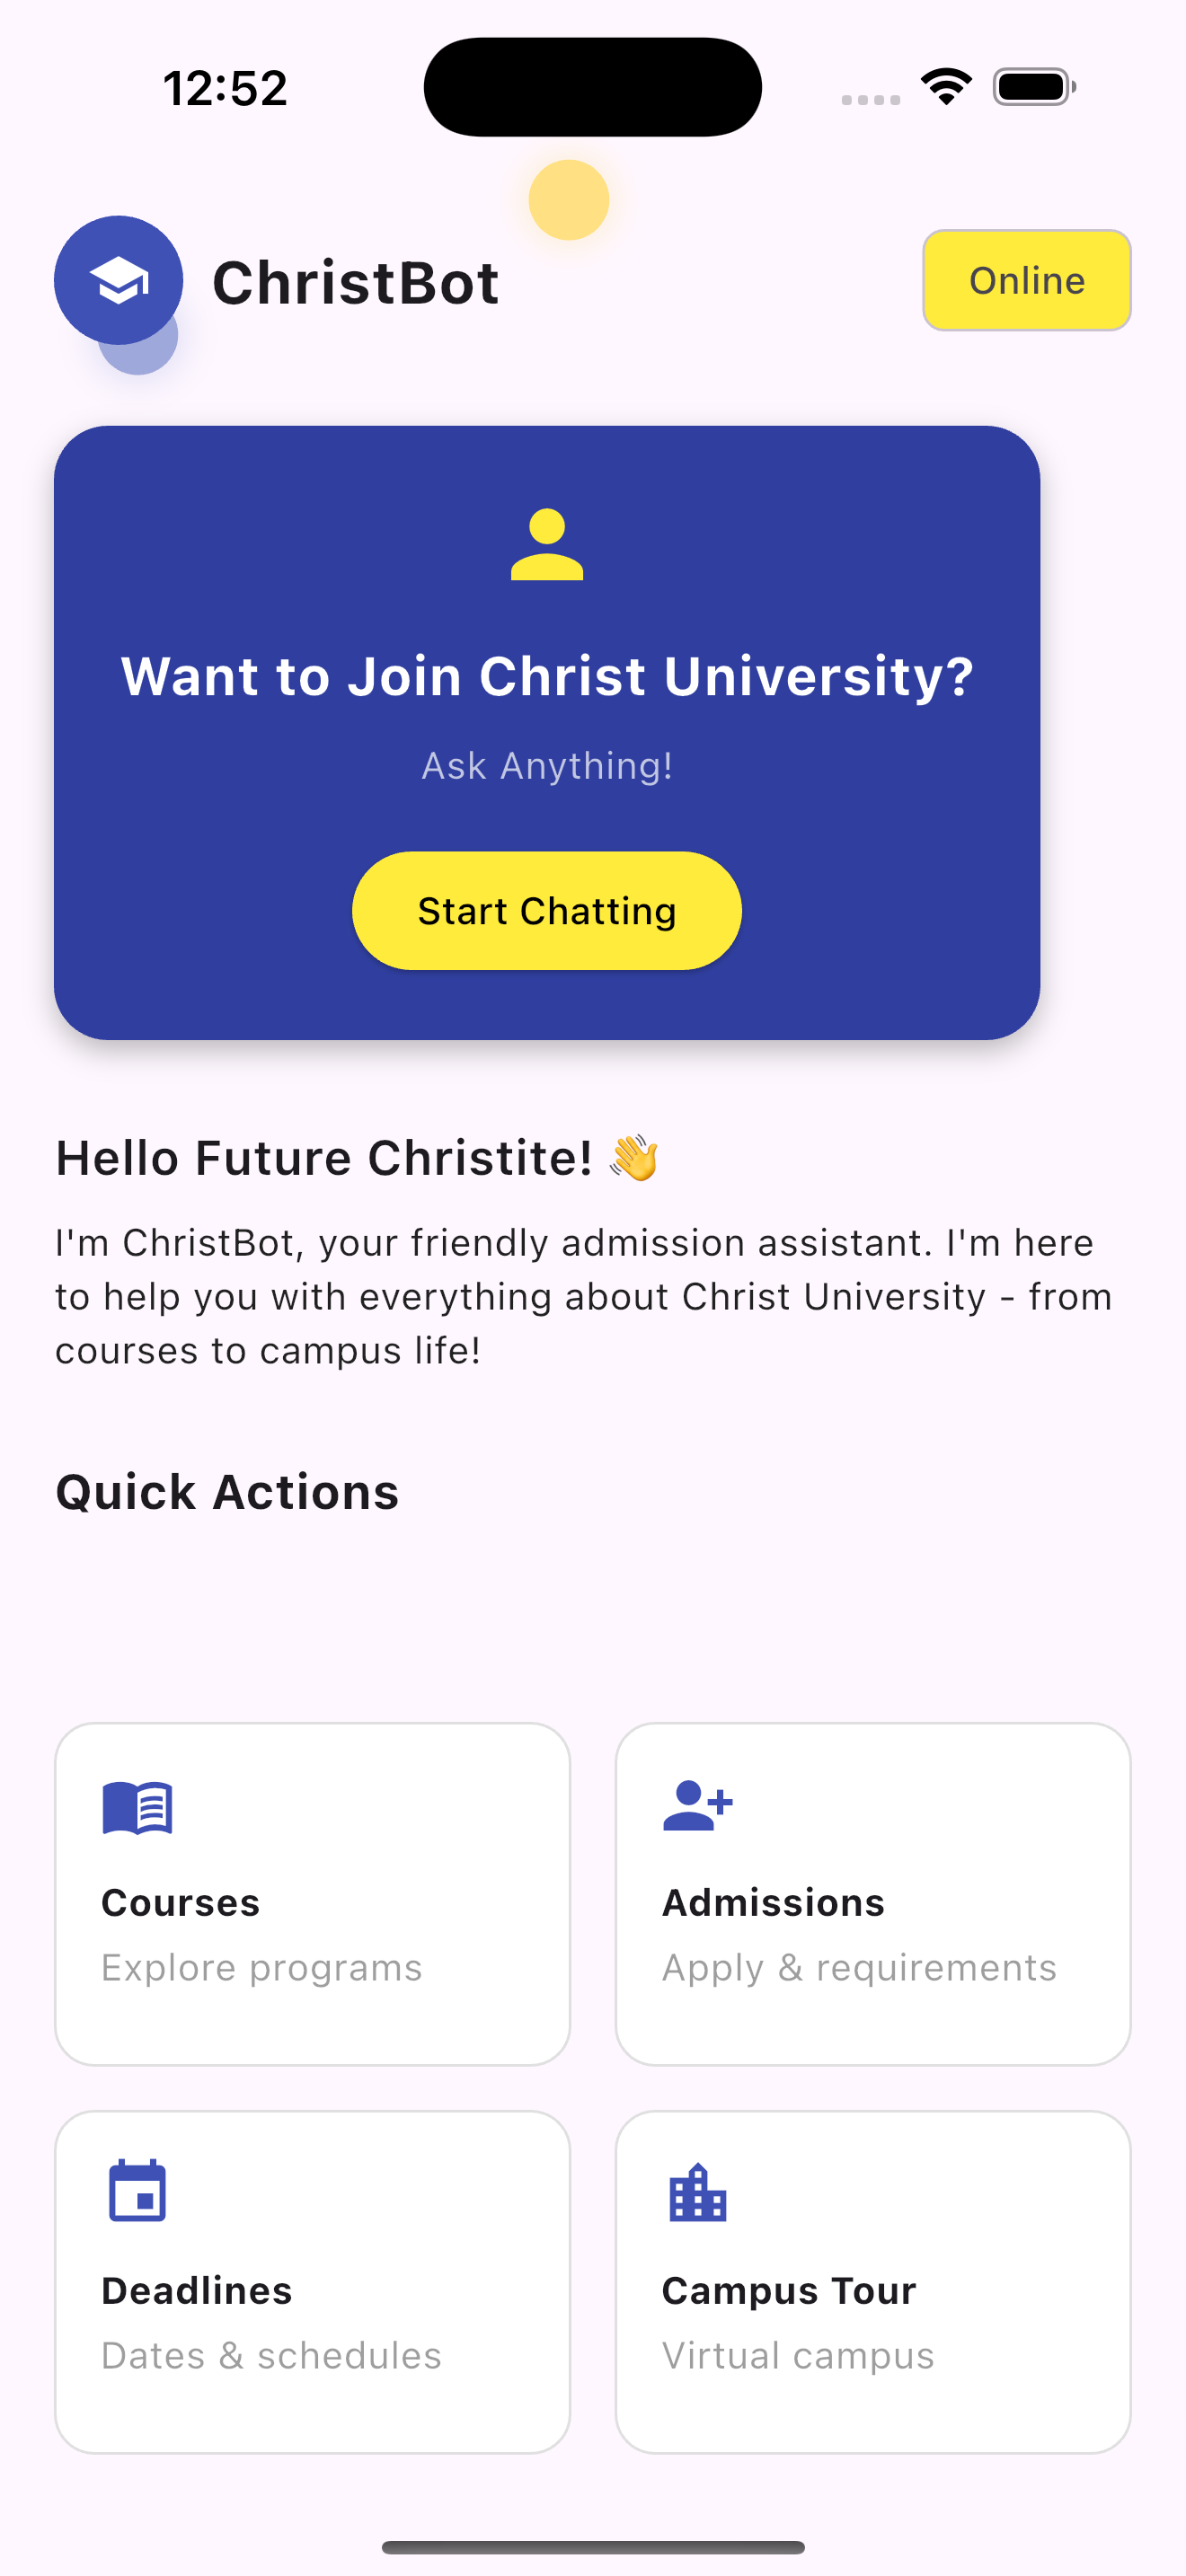 12:52
ChristBot
Online
Want to Join Christ University?
Ask Anything!
Start Chatting
Hello Future Christite! 👋
I'm ChristBot, your friendly admission assistant. I'm here
to help you with everything about Christ University - from
courses to campus life!
Quick Actions
Courses
Explore programs
Admissions
Apply & requirements
Deadlines
Dates & schedules
Campus Tour
Virtual campus